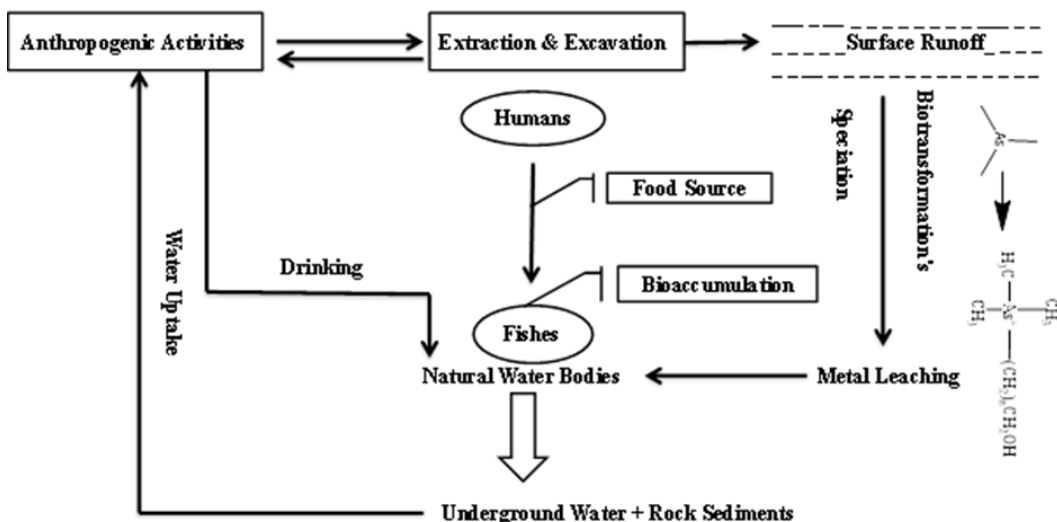 Anthropogenic Activities
Extraction & Excavation
Surface Runoff
Humans
Food Source
Speciation
Biotransformation's
As
Water Uptake
Drinking
Bioaccumulation
Fishes
H₃C
CH₃
As⁺
CH₃
(CH₂)ₙCH₂OH
Natural Water Bodies
Metal Leaching
Underground Water + Rock Sediments